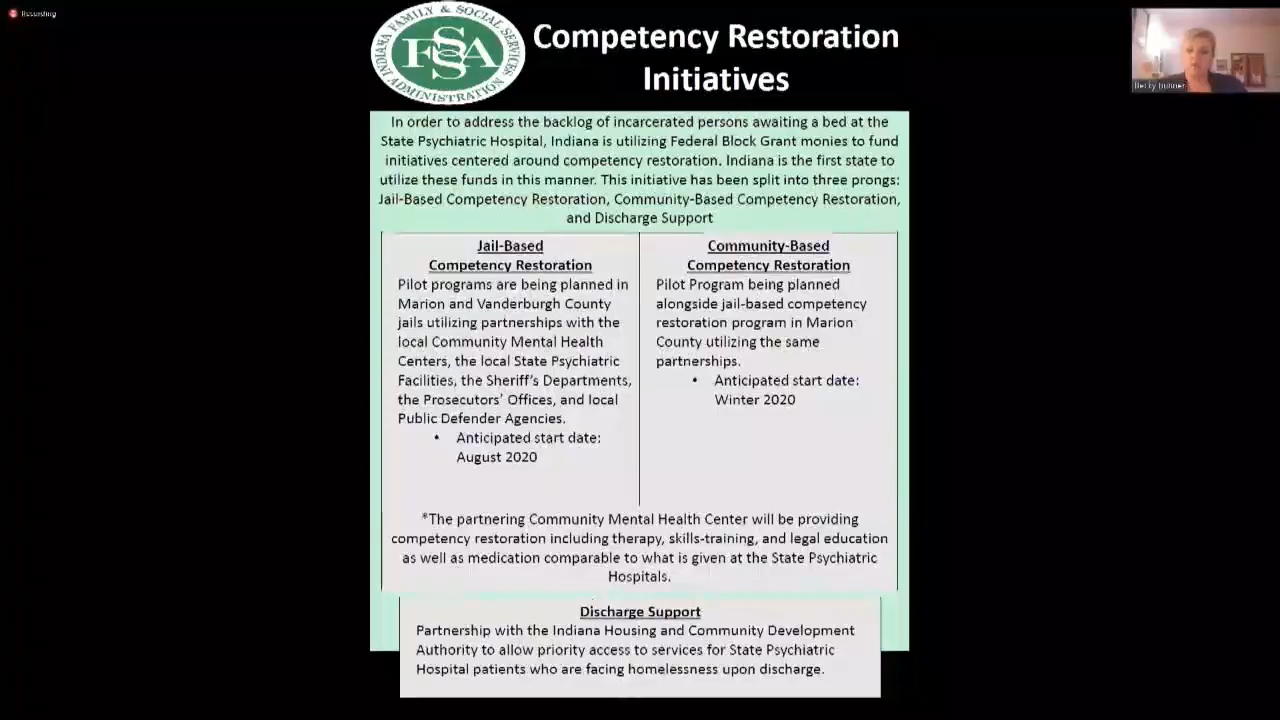 Recording
INDIANA FAMILY & SOCIAL SERVICES
ADMINISTRATION
FSSA
Competency Restoration
Initiatives
In order to address the backlog of incarcerated persons awaiting a bed at the
State Psychiatric Hospital, Indiana is utilizing Federal Block Grant monies to fund
initiatives centered around competency restoration. Indiana is the first state to
utilize these funds in this manner. This initiative has been split into three prongs:
Jail-Based Competency Restoration, Community-Based Competency Restoration,
and Discharge Support
Jail-Based
Competency Restoration
Pilot programs are being planned in
Marion and Vanderburgh County
jails utilizing partnerships with the
local Community Mental Health
Centers, the local State Psychiatric
Facilities, the Sheriff's Departments,
the Prosecutors' Offices, and local
Public Defender Agencies.
• Anticipated start date:
August 2020
Community-Based
Competency Restoration
Pilot Program being planned
alongside jail-based competency
restoration program in Marion
County utilizing the same
partnerships.
• Anticipated start date:
Winter 2020
*The partnering Community Mental Health Center will be providing
competency restoration including therapy, skills-training, and legal education
as well as medication comparable to what is given at the State Psychiatric
Hospitals.
Discharge Support
Partnership with the Indiana Housing and Community Development
Authority to allow priority access to services for State Psychiatric
Hospital patients who are facing homelessness upon discharge.
Becky